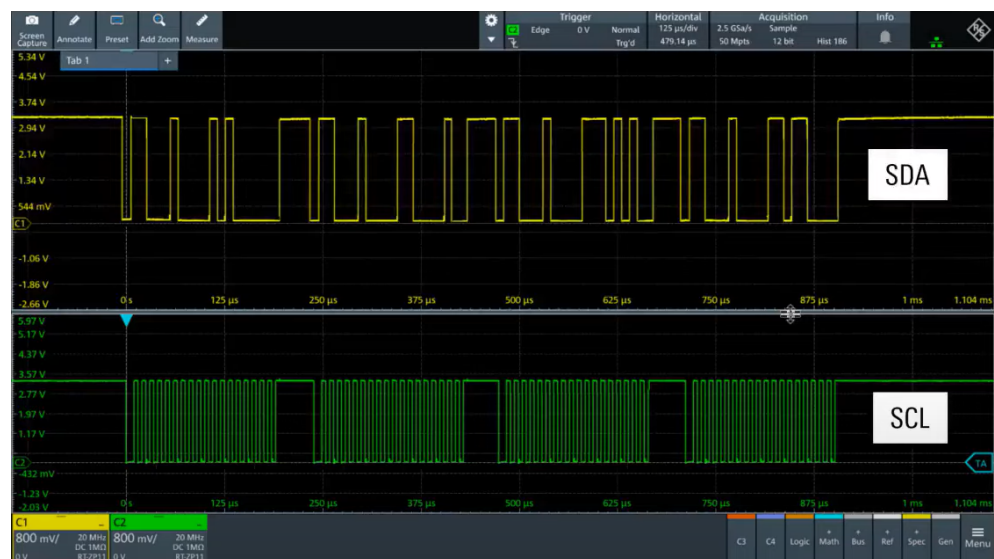 Screen Capture
Annotate
Preset
Add Zoom
Measure
C2 Edge 0 V Normal
Trigger
Trg'd
Horizontal
125 µs/div
479.14 µs
Acquisition
2.5 GSa/s Sample
50 Mpts 12 bit Hist 186
Info
5.34 V
Tab 1 +
4.54 V
3.74 V
2.94 V
2.14 V
1.34 V
544 mV
C1
-1.06 V
-1.86 V
-2.66 V
0 s 125 µs 250 µs 375 µs 500 µs 625 µs 750 µs 875 µs 1 ms 1.104 ms
SDA
5.97 V
5.17 V
4.37 V
3.57 V
2.77 V
1.97 V
1.17 V
C2
-432 mV
-1.23 V
-2.03 V
0 s 125 µs 250 µs 375 µs 500 µs 625 µs 750 µs 875 µs 1 ms 1.104 ms
SCL
TA
C1
800 mV/ 20 MHz
DC 1MΩ
0 V RT-ZP11
C2
800 mV/ 20 MHz
DC 1MΩ
0 V RT-ZP11
C3
C4
Logic
+ Math
+ Bus
+ Ref
+ Spec
Gen
Menu